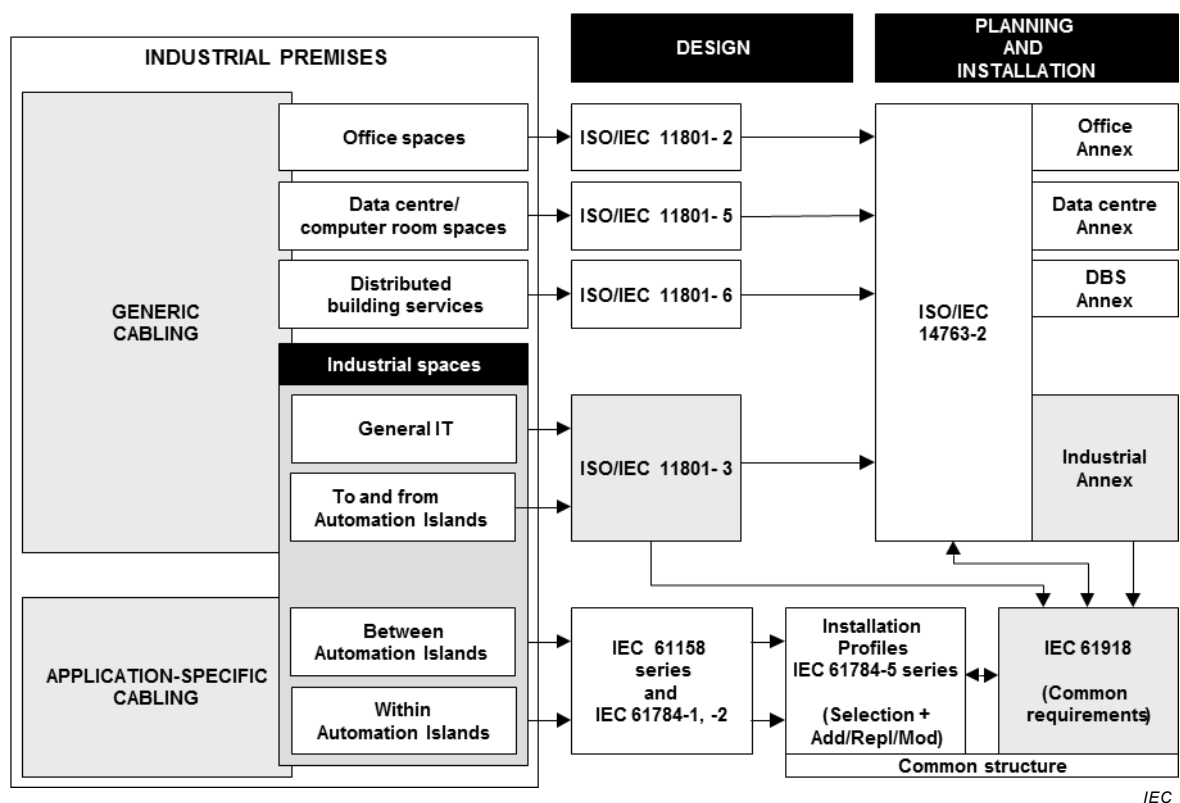 INDUSTRIAL PREMISES
DESIGN
PLANNING
AND
INSTALLATION
GENERIC
CABLING
Office spaces
ISO/IEC 11801- 2
Data centre/
computer room spaces
ISO/IEC 11801- 5
Distributed
building services
ISO/IEC 11801- 6
ISO/IEC
14763-2
Office
Annex
Data centre
Annex
DBS
Annex
Industrial spaces
General IT
To and from
Automation Islands
ISO/IEC 11801- 3
Industrial
Annex
APPLICATION-SPECIFIC
CABLING
Between
Automation Islands
Within
Automation Islands
IEC 61158
series
and
IEC 61784-1, -2
Installation
Profiles
IEC 61784-5 series
(Selection +
Add/Repl/Mod)
IEC 61918
(Common
requirements)
Common structure
IEC